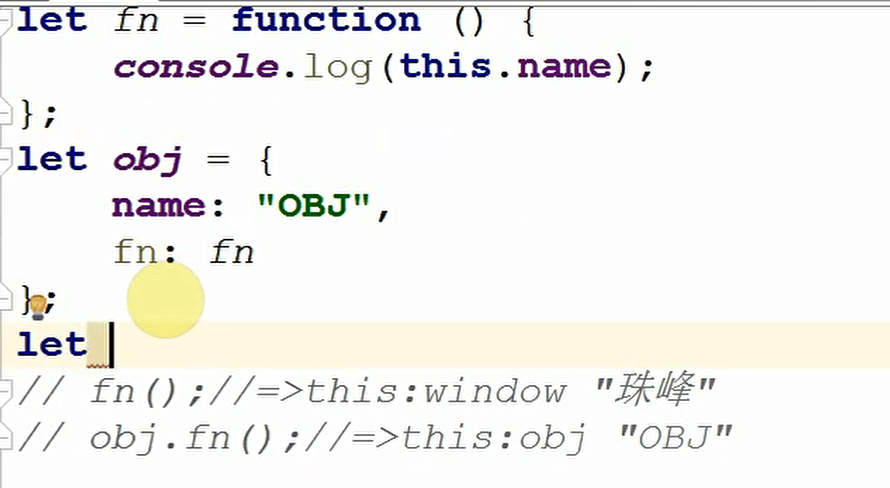 let fn = function () {
    console.log(this.name);
};
let obj = {
    name: "OBJ",
    fn: fn
};
let
// fn();//=>this:window "珠峰"
// obj.fn();//=>this:obj "OBJ"